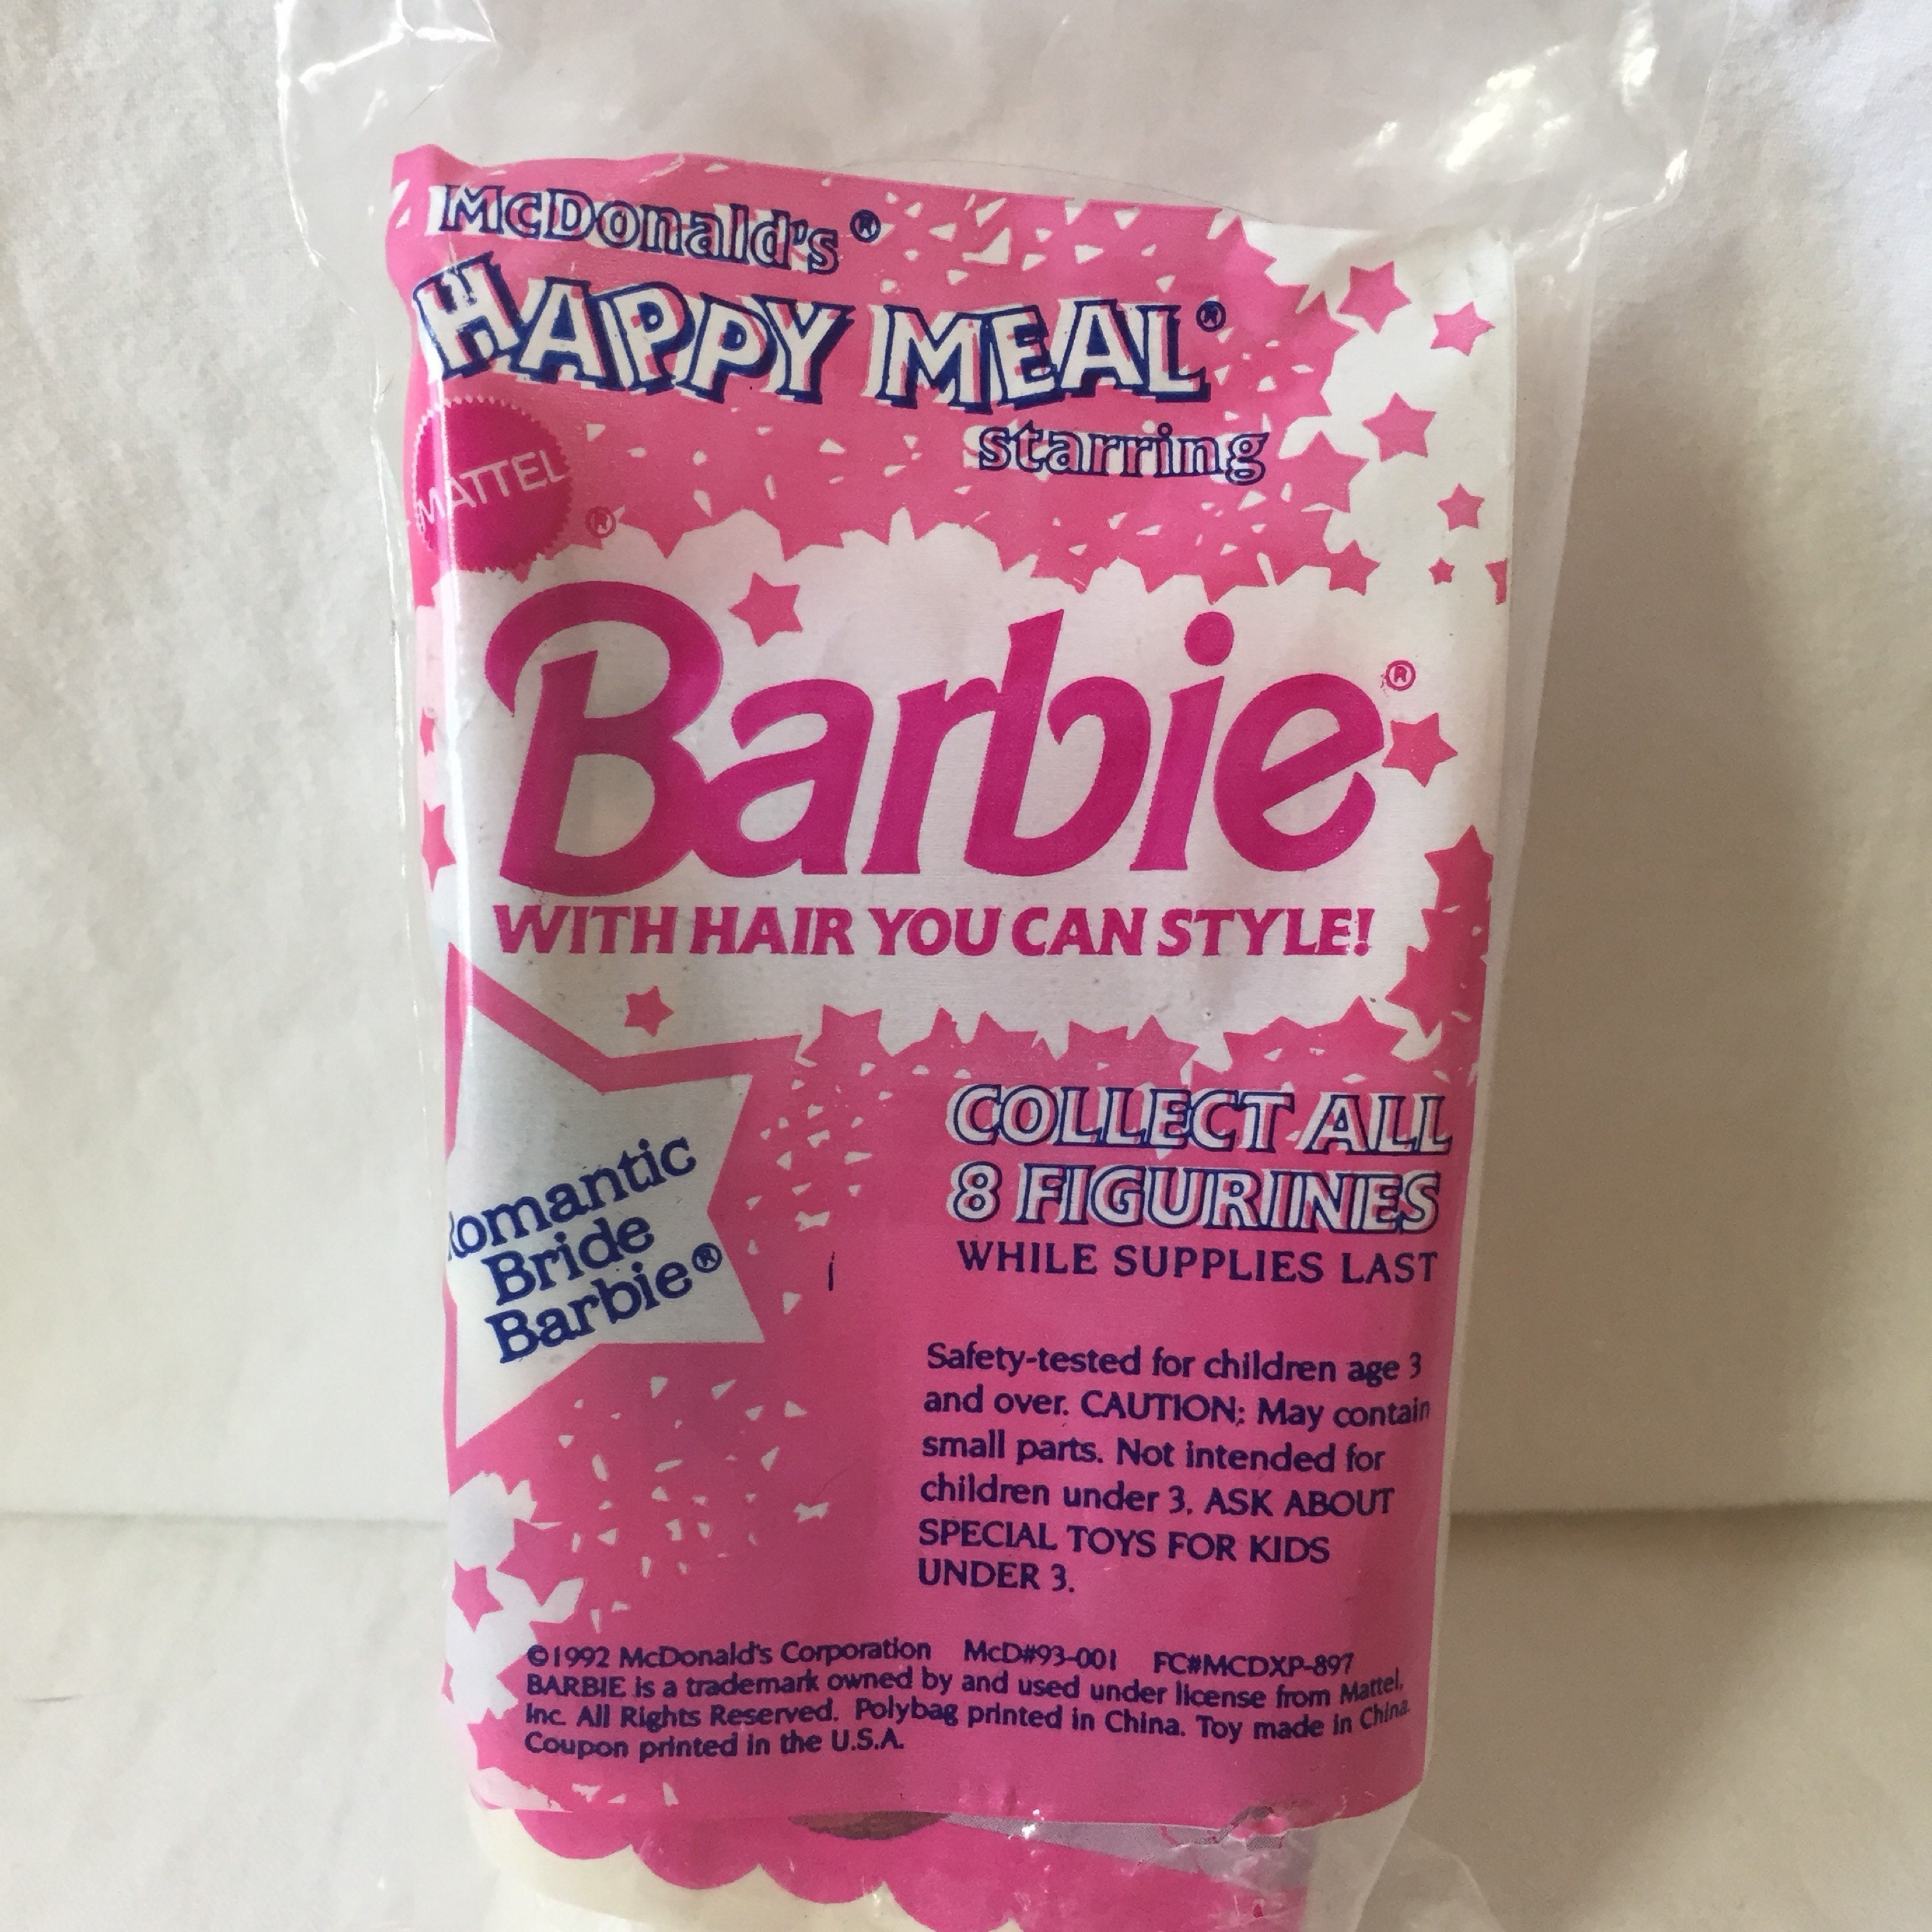 McDonald's®
HAPPY MEAL®
starring
MATTEL
®
Barbie®
WITH HAIR YOU CAN STYLE!
Romantic
Bride
Barbie®
COLLECT ALL
8 FIGURINES
WHILE SUPPLIES LAST
Safety-tested for children age 3
and over. CAUTION: May contain
small parts. Not intended for
children under 3. ASK ABOUT
SPECIAL TOYS FOR KIDS
UNDER 3.
©1992 McDonald's Corporation McD#93-001 FC#MCDXP-897
BARBIE is a trademark owned by and used under license from Mattel,
Inc. All Rights Reserved. Polybag printed in China. Toy made in China.
Coupon printed in the U.S.A.